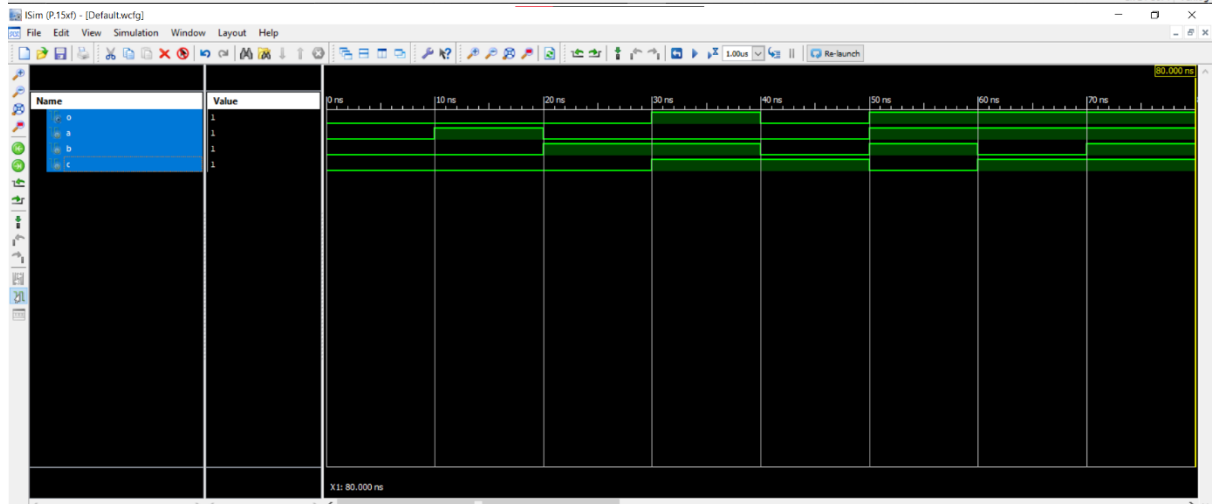 ISim (P.15xf) - [Default.wcfg]
File Edit View Simulation Window Layout Help
1.00us Re-launch
80.000 ns
Name Value 0 ns 10 ns 20 ns 30 ns 40 ns 50 ns 60 ns 70 ns
o 1
a 1
b 1
c 1
X1: 80.000 ns